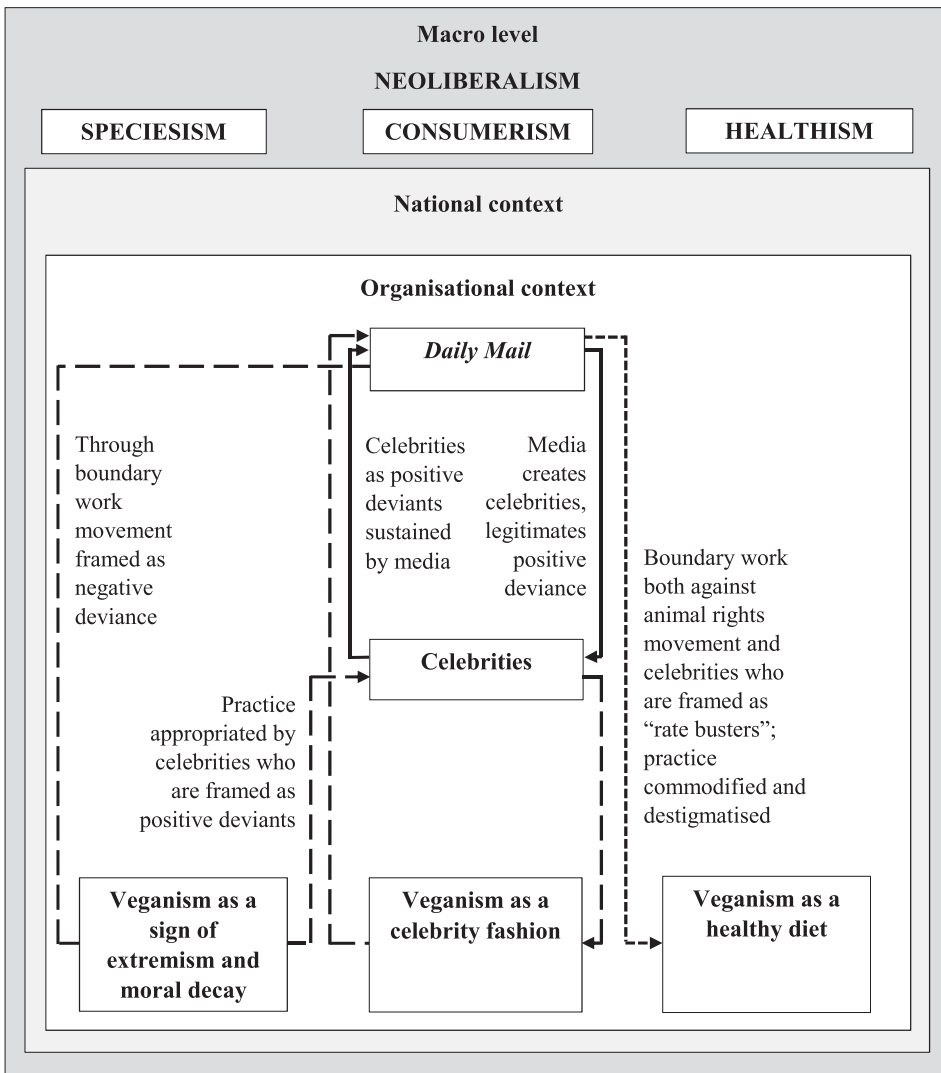 Macro level
NEOLIBERALISM
SPECIESISM
CONSUMERISM
HEALTHISM
National context
Organisational context
Daily Mail
Through
boundary
work
movement
framed as
negative
deviance
Celebrities
as positive
deviants
sustained
by media
Media
creates
celebrities,
legitimates
positive
deviance
Boundary work
both against
animal rights
movement and
celebrities who
are framed as
“rate busters”;
practice
commodified and
destigmatised
Celebrities
Practice
appropriated by
celebrities who
are framed as
positive deviants
Veganism as a
sign of
extremism and
moral decay
Veganism as a
celebrity fashion
Veganism as a
healthy diet